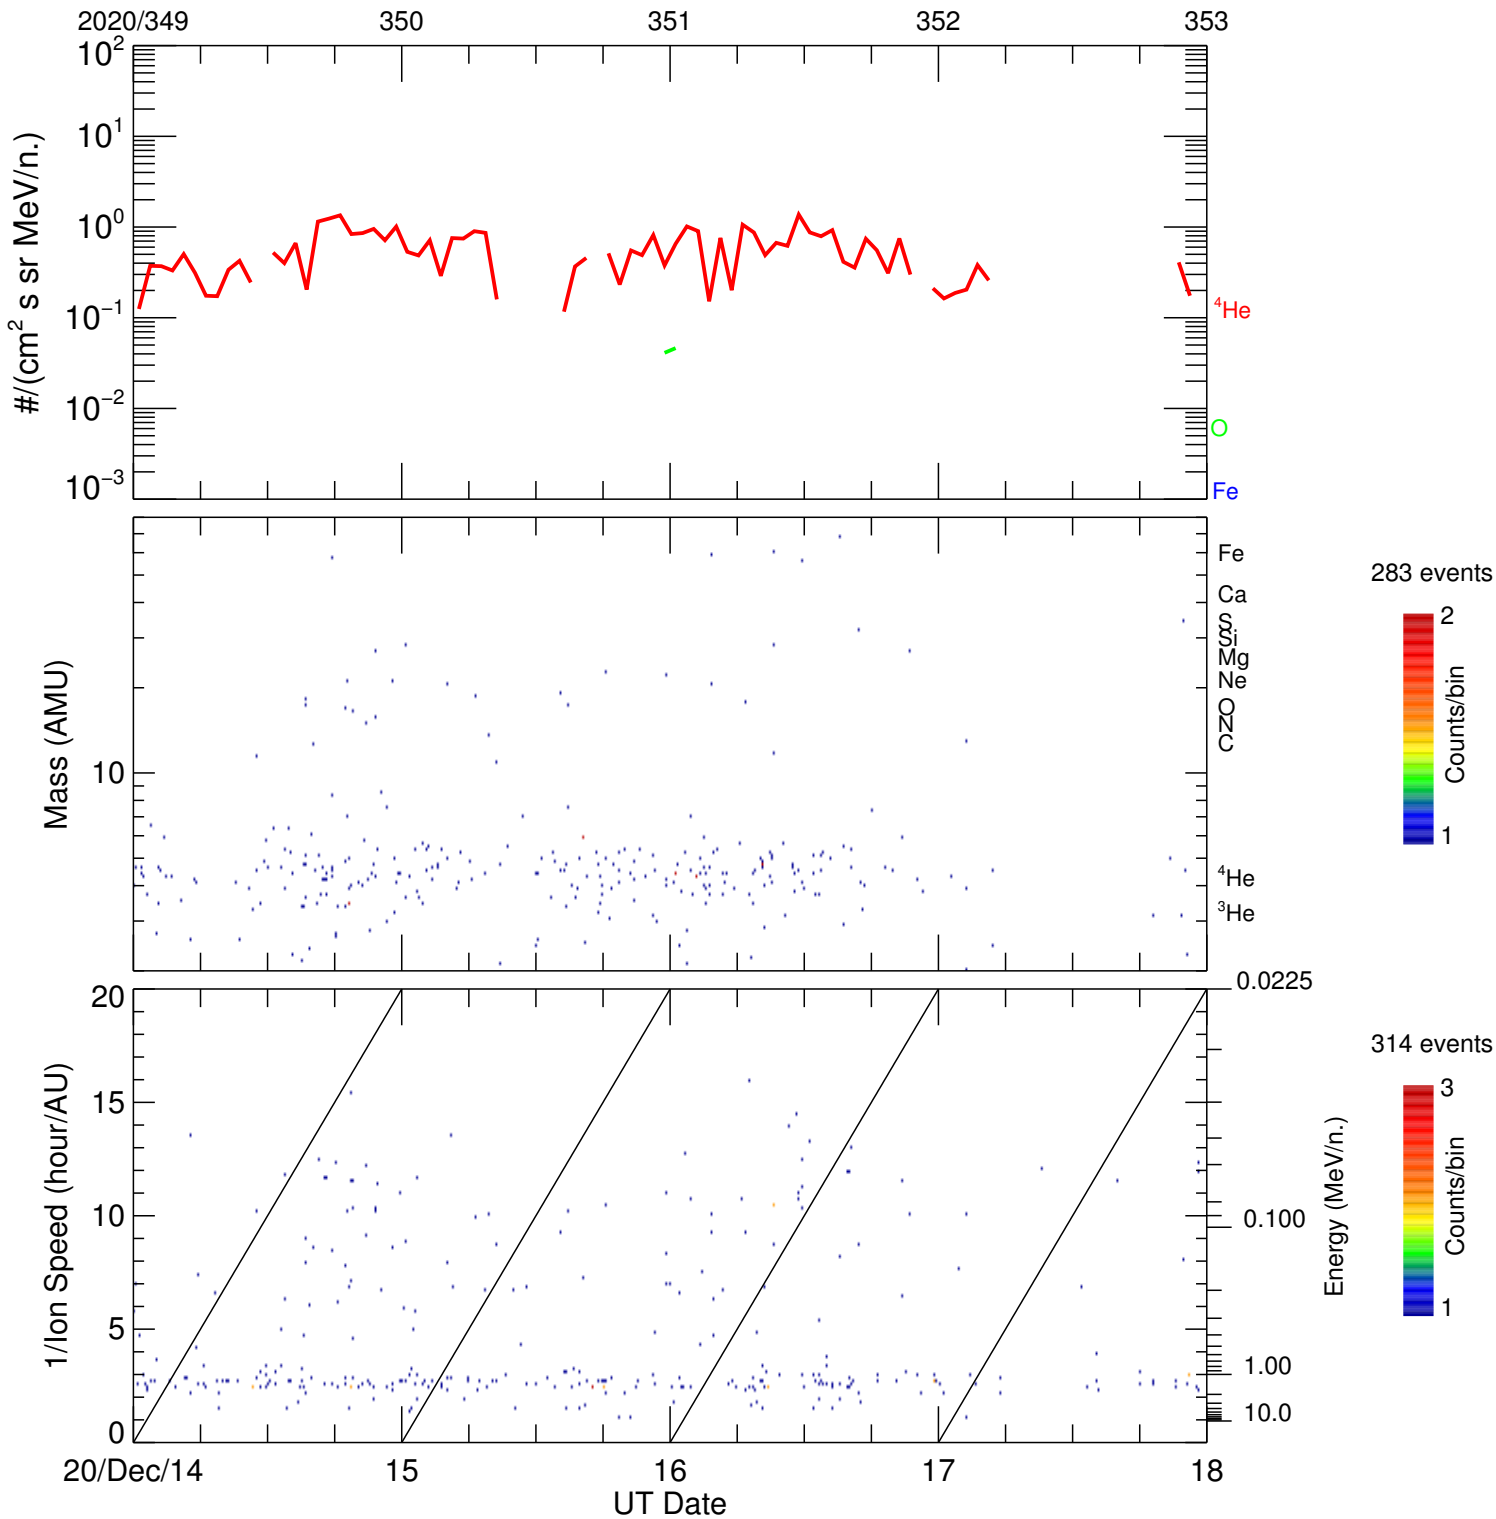 2020/349 350 351 352 353
10²
10¹
10⁰
10⁻¹
10⁻²
10⁻³
#/(cm² s sr MeV/n.)
⁴He
O
Fe
Mass (AMU)
10
Fe
Ca
S
Si
Mg
Ne
O
N
C
⁴He
³He
283 events
2
Counts/bin
1
1/Ion Speed (hour/AU)
20
15
10
5
0
0.0225
0.100
1.00
10.0
Energy (MeV/n.)
314 events
3
Counts/bin
1
20/Dec/14 15 16 17 18
UT Date